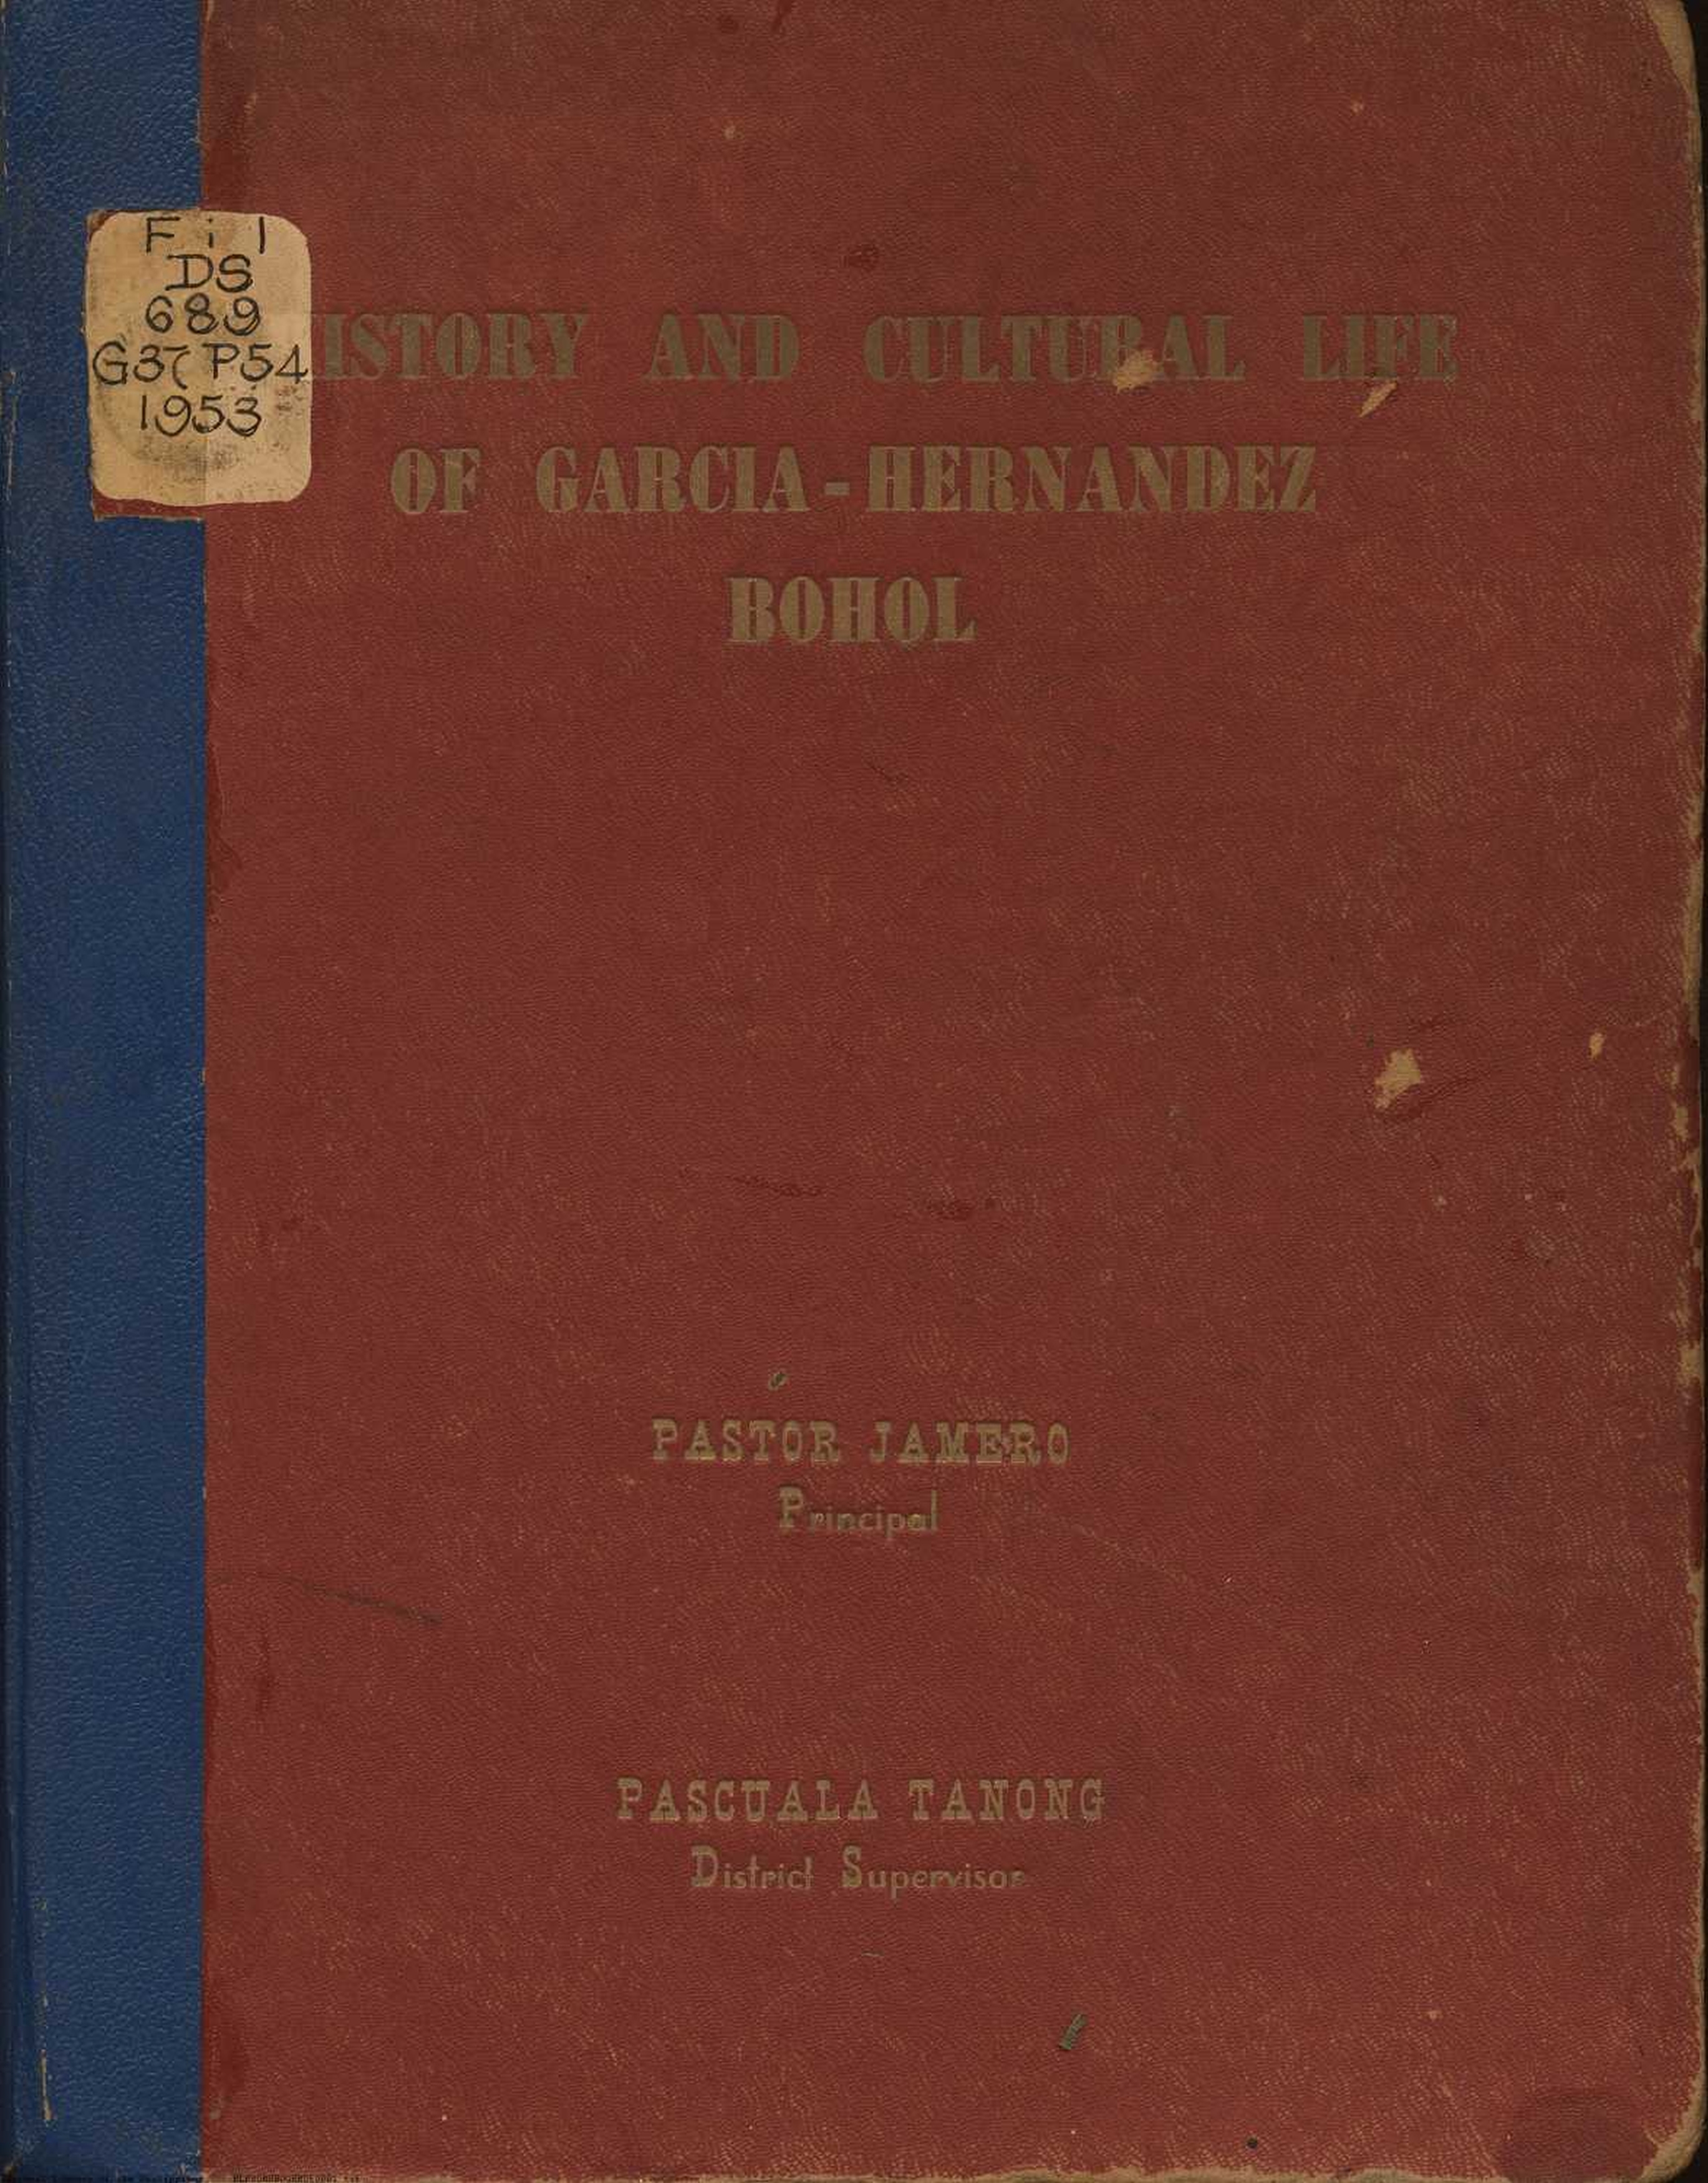 Fil
DS
689
G37 P54
1953
ISTORY AND CULTURAL LIFE
OF GARCIA-HERNANDEZ
BOHOL
PASTOR JAMERO
Principal
PASCUALA TANONG
District Supervisor